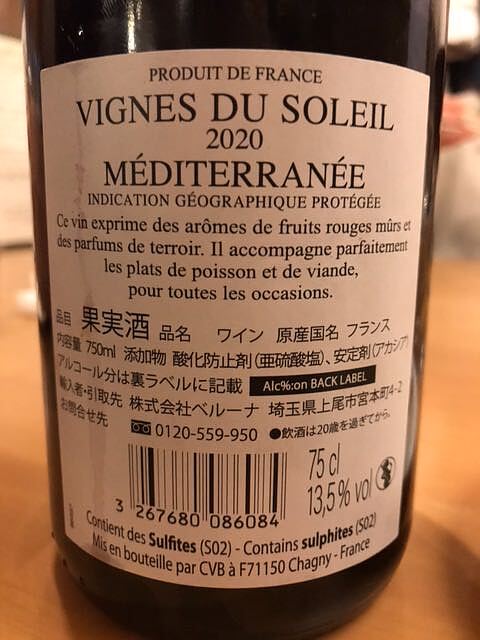 PRODUIT DE FRANCE
VIGNES DU SOLEIL
2020
MÉDITERRANÉE
INDICATION GÉOGRAPHIQUE PROTÉGÉE
Ce vin exprime des arômes de fruits rouges mûrs et
des parfums de terroir. Il accompagne parfaitement
les plats de poisson et de viande,
pour toutes les occasions.
品目 果実酒 品名 ワイン 原産国名 フランス
内容量 750ml 添加物 酸化防止剤(亜硫酸塩)、安定剤(アカシア)
アルコール分は裏ラベルに記載 Alc%:on BACK LABEL
輸入者・引取先 株式会社ベルーナ 埼玉県上尾市宮本町4-2
お問合せ先 0120-559-950 ●飲酒は20歳を過ぎてから。
75 cl
13,5% vol
3 267680 086084
Contient des Sulfites (S02) - Contains sulphites (S02)
Mis en bouteille par CVB à F71150 Chagny - France